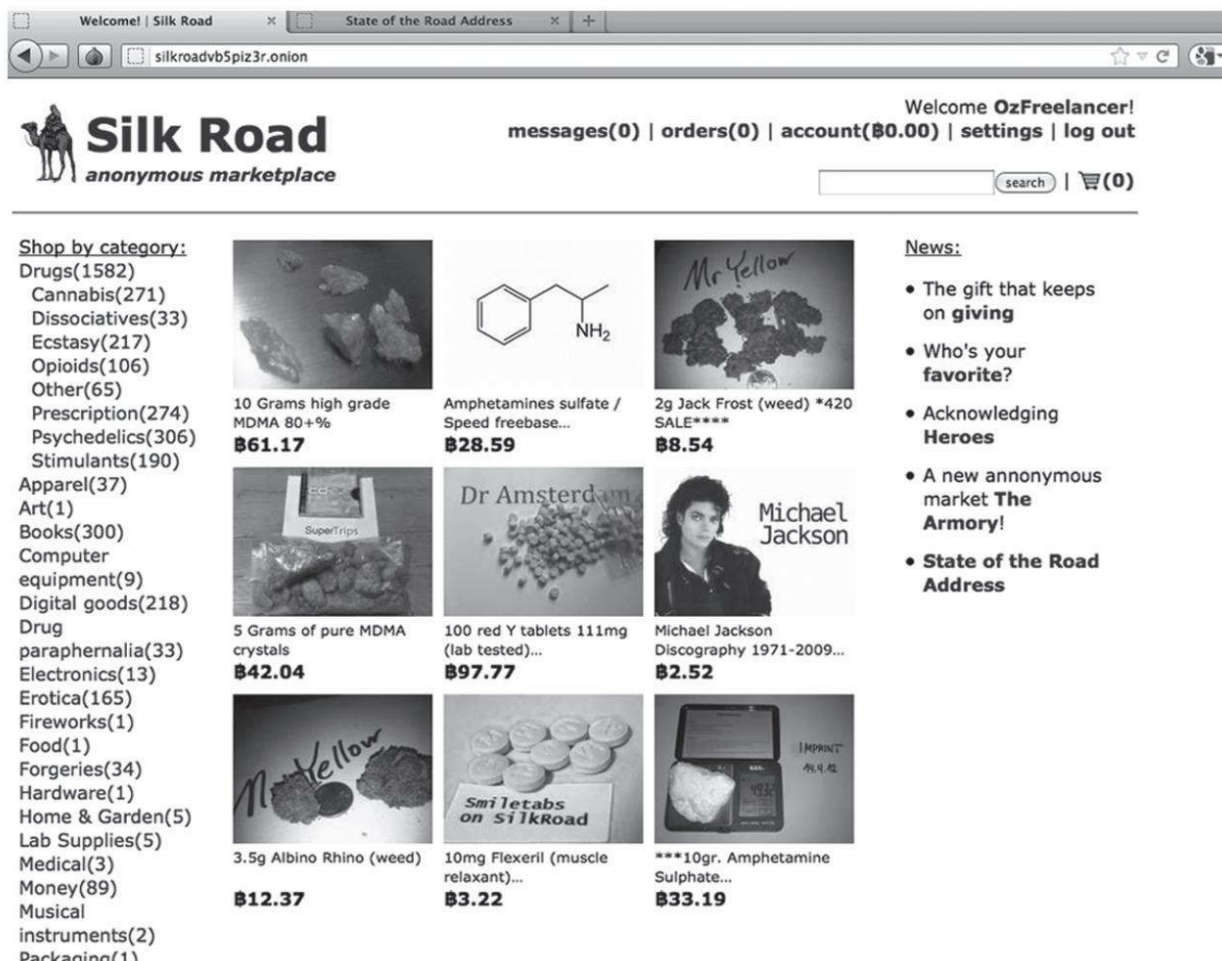 Welcome! | Silk Road
State of the Road Address
silkroadvb5piz3r.onion
Silk Road
anonymous marketplace
Welcome OzFreelancer!
messages(0) | orders(0) | account(฿0.00) | settings | log out
search | (0)
Shop by category:
Drugs(1582)
Cannabis(271)
Dissociatives(33)
Ecstasy(217)
Opioids(106)
Other(65)
Prescription(274)
Psychedelics(306)
Stimulants(190)
Apparel(37)
Art(1)
Books(300)
Computer
equipment(9)
Digital goods(218)
Drug
paraphernalia(33)
Electronics(13)
Erotica(165)
Fireworks(1)
Food(1)
Forgeries(34)
Hardware(1)
Home & Garden(5)
Lab Supplies(5)
Medical(3)
Money(89)
Musical
instruments(2)
Packaging(1)
10 Grams high grade
MDMA 80+%
฿61.17
NH₂
Amphetamines sulfate /
Speed freebase...
฿28.59
Mr Yellow
2g Jack Frost (weed) *420
SALE****
฿8.54
SuperTrips
5 Grams of pure MDMA
crystals
฿42.04
Dr Amsterdam
100 red Y tablets 111mg
(lab tested)...
฿97.77
Michael
Jackson
Michael Jackson
Discography 1971-2009...
฿2.52
Mr Yellow
3.5g Albino Rhino (weed)
฿12.37
Smiletabs
on SilkRoad
10mg Flexeril (muscle
relaxant)...
฿3.22
IMPRINT
14.4.12
***10gr. Amphetamine
Sulphate...
฿33.19
News:
The gift that keeps
on giving
Who's your
favorite?
Acknowledging
Heroes
A new annonymous
market The
Armory!
State of the Road
Address